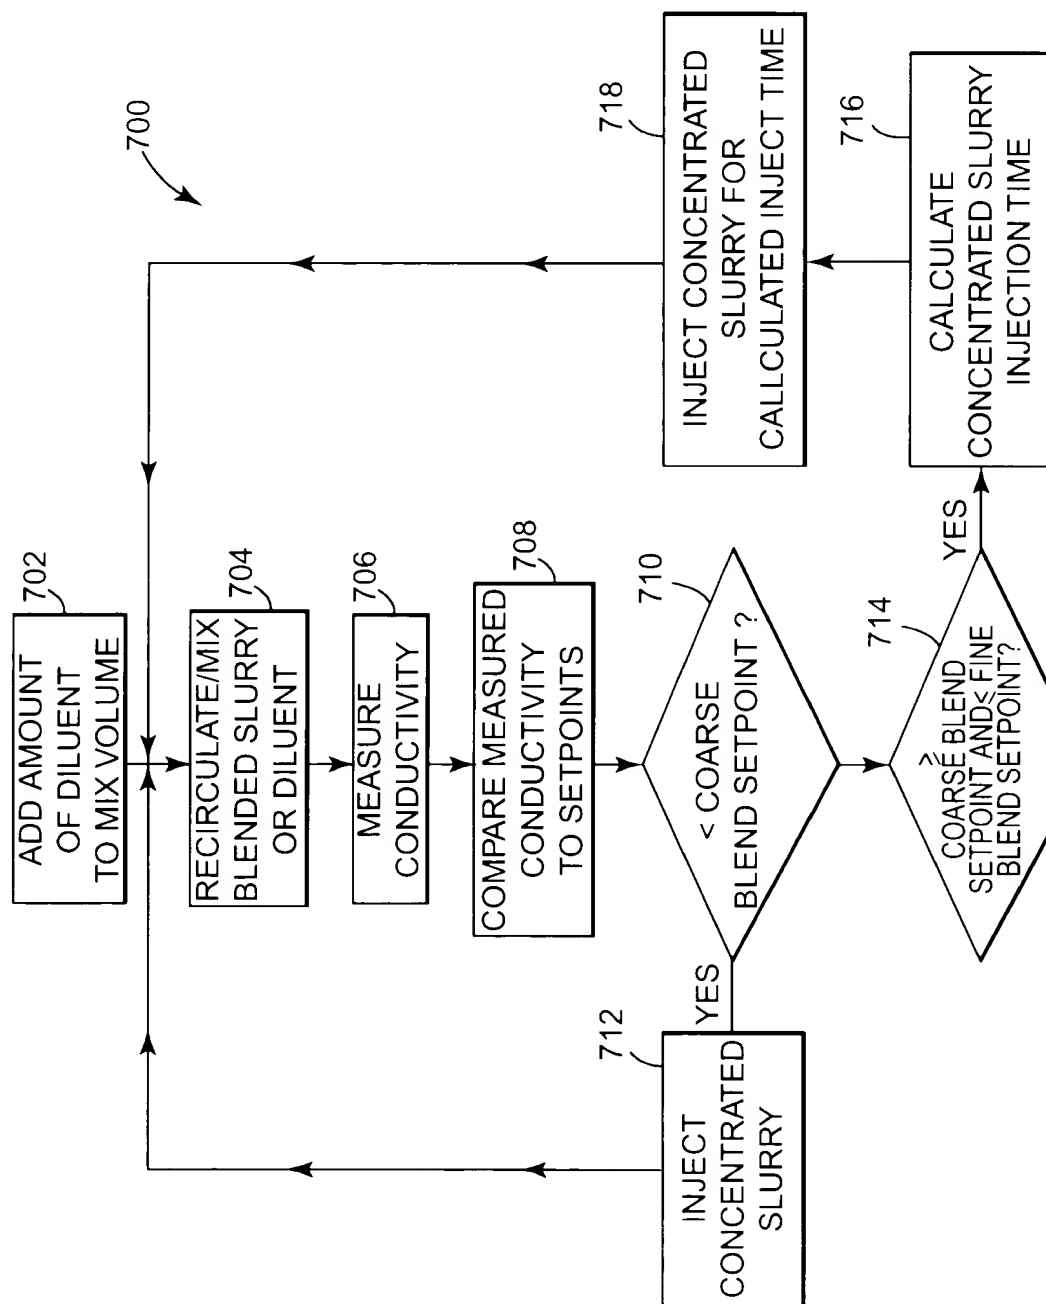 700
702
ADD AMOUNT
OF DILUENT
TO MIX VOLUME
704
RECIRCULATE/MIX
BLENDED SLURRY
OR DILUENT
706
MEASURE
CONDUCTIVITY
708
COMPARE MEASURED
CONDUCTIVITY
TO SETPOINTS
710
< COARSE
BLEND SETPOINT ?
YES
712
INJECT
CONCENTRATED
SLURRY
714
≥
COARSE BLEND
SETPOINT AND ≤ FINE
BLEND SETPOINT?
YES
716
CALCULATE
CONCENTRATED SLURRY
INJECTION TIME
718
INJECT CONCENTRATED
SLURRY FOR
CALLCULATED INJECT TIME